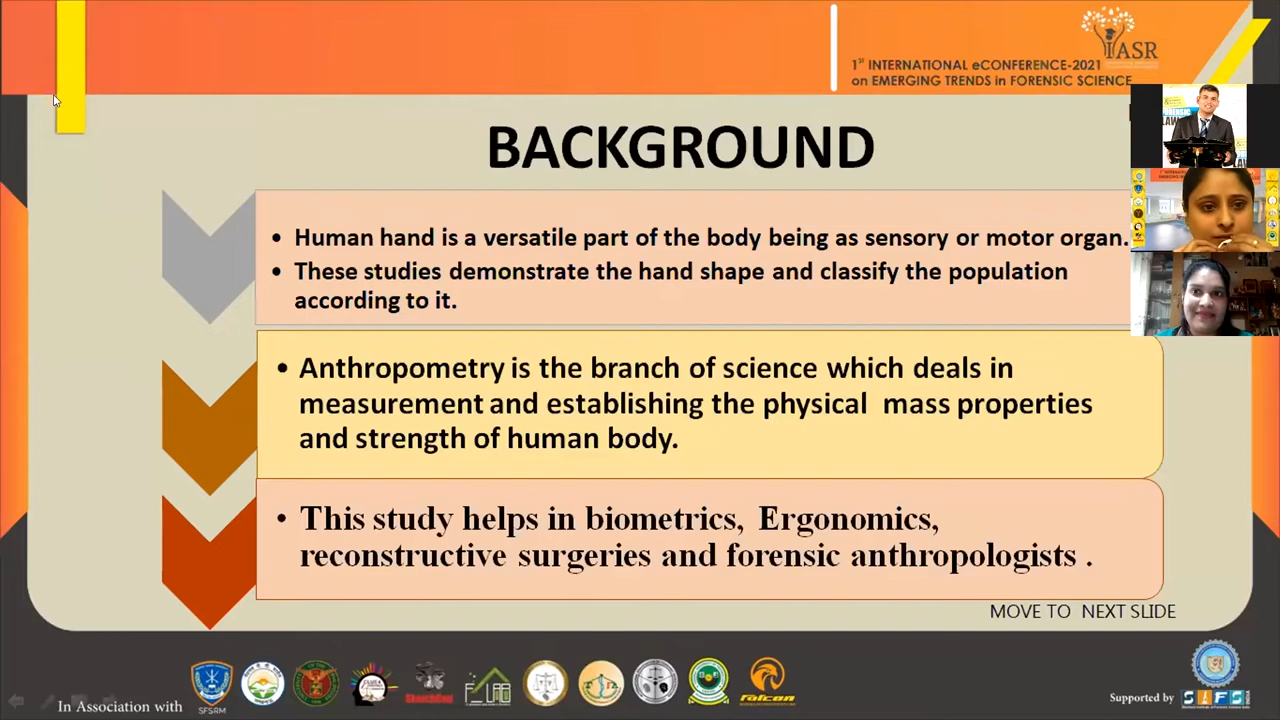 IASR
1ST INTERNATIONAL eCONFERENCE-2021
on EMERGING TRENDS in FORENSIC SCIENCE
BACKGROUND
• Human hand is a versatile part of the body being as sensory or motor organ.
• These studies demonstrate the hand shape and classify the population
according to it.
• Anthropometry is the branch of science which deals in
measurement and establishing the physical mass properties
and strength of human body.
• This study helps in biometrics, Ergonomics,
reconstructive surgeries and forensic anthropologists .
MOVE TO NEXT SLIDE
In Association with
SFSRM
FALCON
Supported by
SIFS